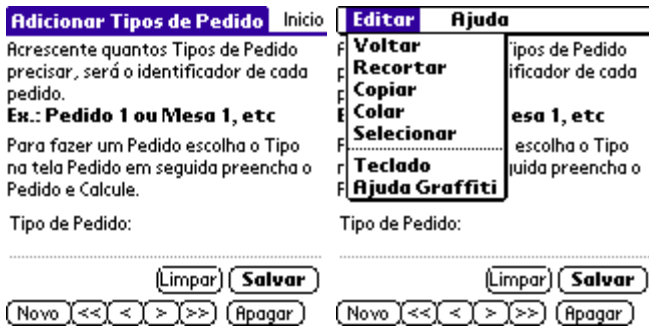 Adicionar Tipos de Pedido Inicio
Acrescente quantos Tipos de Pedido
precisar, será o identificador de cada
pedido.
Ex.: Pedido 1 ou Mesa 1, etc
Para fazer um Pedido escolha o Tipo
na tela Pedido em seguida preencha o
Pedido e Calcule.
Tipo de Pedido:
Limpar Salvar
Novo << < > >> Apagar
Editar Ajuda
Voltar
Recortar
Copiar
Colar
Selecionar
Teclado
Ajuda Graffiti
ipos de Pedido
ificador de cada
esa 1, etc
escolha o Tipo
uida preencha o
Tipo de Pedido:
Limpar Salvar
Novo << < > >> Apagar